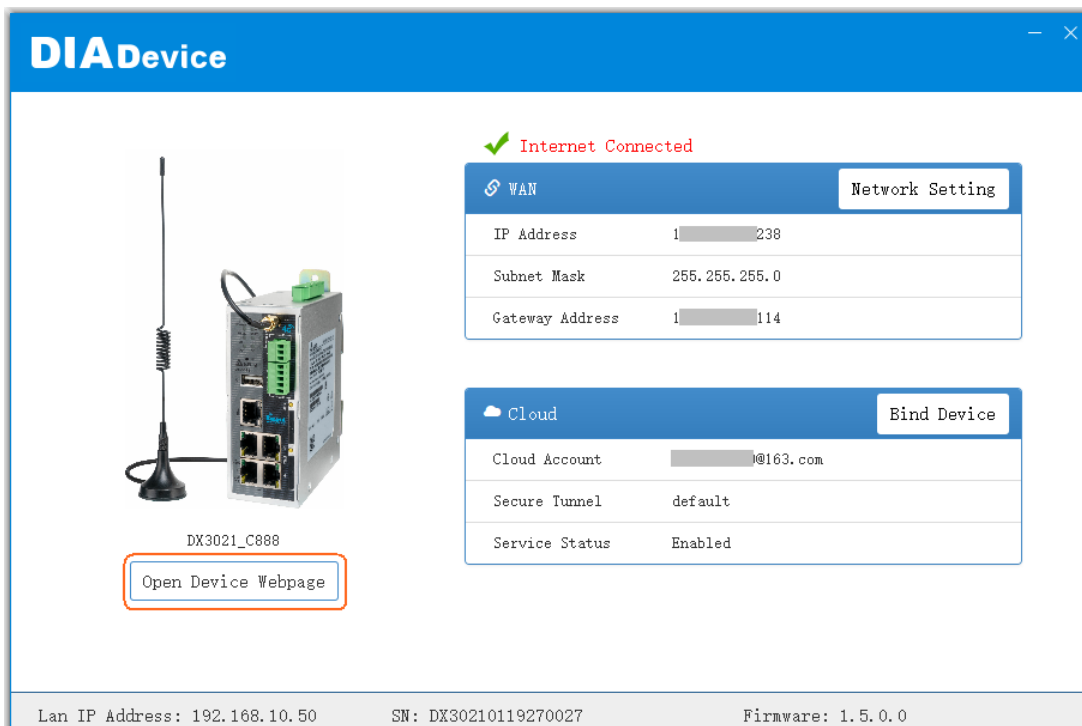 DIADevice
Internet Connected
WAN
Network Setting
IP Address 1 238
Subnet Mask 255.255.255.0
Gateway Address 1 114
Cloud
Bind Device
Cloud Account @163.com
Secure Tunnel default
Service Status Enabled
DX3021_C888
Open Device Webpage
Lan IP Address: 192.168.10.50 SN: DX30210119270027 Firmware: 1.5.0.0